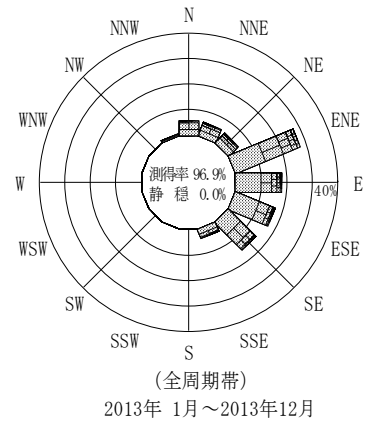 N
NNW NNE
NW NE
WNW ENE
測得率 96.9%
静 穏 0.0%
W 40% E
WSW ESE
SW SE
SSW SSE
S
(全周期帯)
2013年 1月～2013年12月